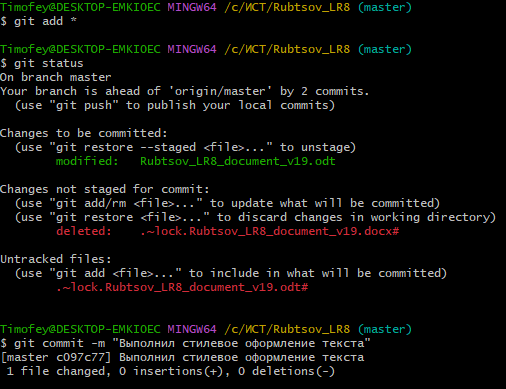 Timofey@DESKTOP-EMKIOEC MINGW64 /c/ИСТ/Rubtsov_LR8 (master)
$ git add *
Timofey@DESKTOP-EMKIOEC MINGW64 /c/ИСТ/Rubtsov_LR8 (master)
$ git status
On branch master
Your branch is ahead of 'origin/master' by 2 commits.
(use "git push" to publish your local commits)
Changes to be committed:
(use "git restore --staged <file>..." to unstage)
modified: Rubtsov_LR8_document_v19.odt
Changes not staged for commit:
(use "git add/rm <file>..." to update what will be committed)
(use "git restore <file>..." to discard changes in working directory)
deleted: .~lock.Rubtsov_LR8_document_v19.docx#
Untracked files:
(use "git add <file>..." to include in what will be committed)
.~lock.Rubtsov_LR8_document_v19.odt#
Timofey@DESKTOP-EMKIOEC MINGW64 /c/ИСТ/Rubtsov_LR8 (master)
$ git commit -m "Выполнил стилевое оформление текста"
[master c097c77] Выполнил стилевое оформление текста
1 file changed, 0 insertions(+), 0 deletions(-)